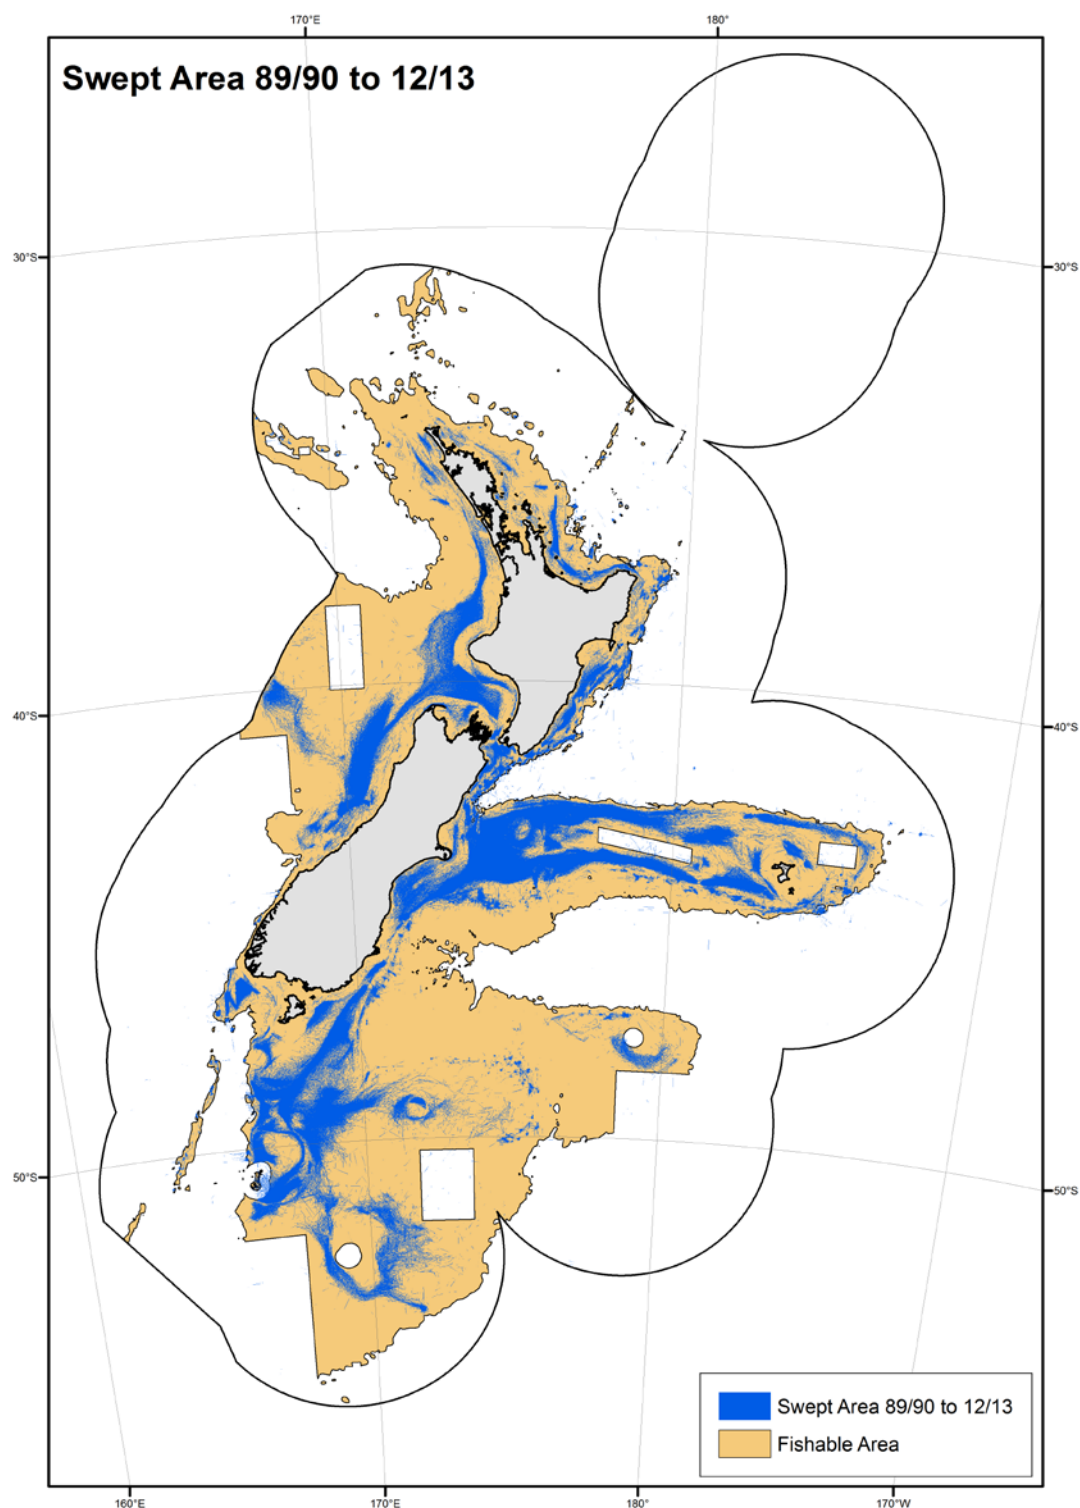 170°E 180°
Swept Area 89/90 to 12/13
30°S 30°S
40°S 40°S
50°S 50°S
Swept Area 89/90 to 12/13
Fishable Area
160°E 170°E 180° 170°W